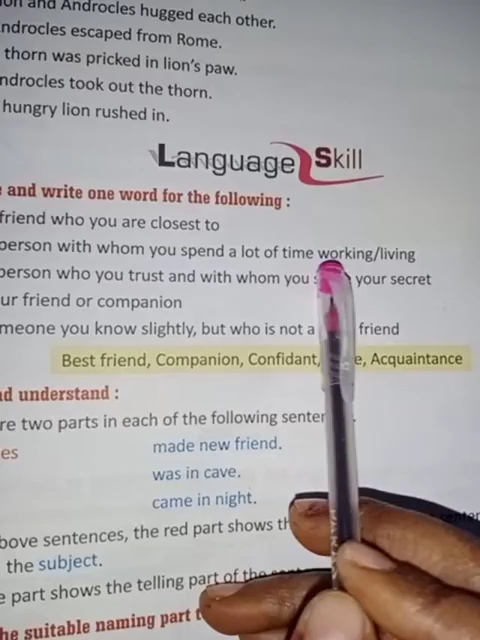 and Androcles hugged each other.
ndrocles escaped from Rome.
thorn was pricked in lion's paw.
ndrocles took out the thorn.
hungry lion rushed in.
Language Skill
and write one word for the following :
friend who you are closest to
person with whom you spend a lot of time working/living
person who you trust and with whom you your secret
ur friend or companion
meone you know slightly, but who is not a friend
Best friend, Companion, Confidant, Acquaintance
nd understand :
re two parts in each of the following
es made new friend.
was in cave.
came in night.
bove sentences, the red part shows
the subject.
part shows the telling part of the
he suitable naming part